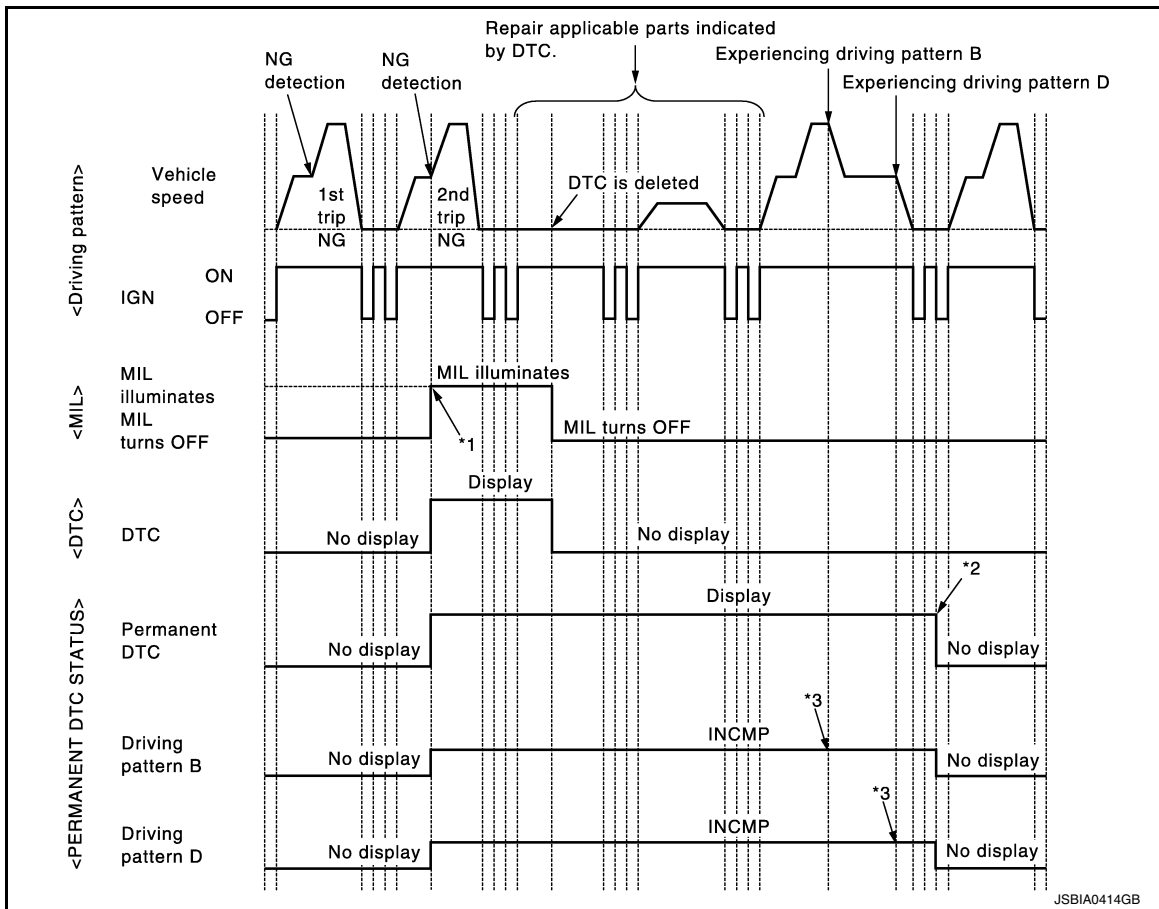 Repair applicable parts indicated
by DTC.
NG
detection
NG
detection
Experiencing driving pattern B
Experiencing driving pattern D
<Driving pattern>
Vehicle
speed
1st
trip
NG
2nd
trip
NG
DTC is deleted
IGN
ON
OFF
<MIL>
MIL
illuminates
MIL
turns OFF
MIL illuminates
*1
MIL turns OFF
<DTC>
DTC
No display
Display
No display
<PERMANENT DTC STATUS>
Permanent
DTC
No display
Display
*2
No display
Driving
pattern B
No display
INCMP
*3
No display
Driving
pattern D
No display
INCMP
*3
No display
JSBIA0414GB